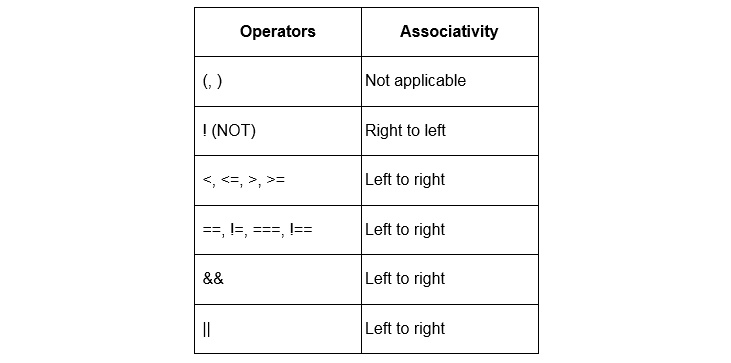 Operators Associativity
(, ) Not applicable
! (NOT) Right to left
<, <=, >, >= Left to right
==, !=, ===, !== Left to right
&& Left to right
|| Left to right